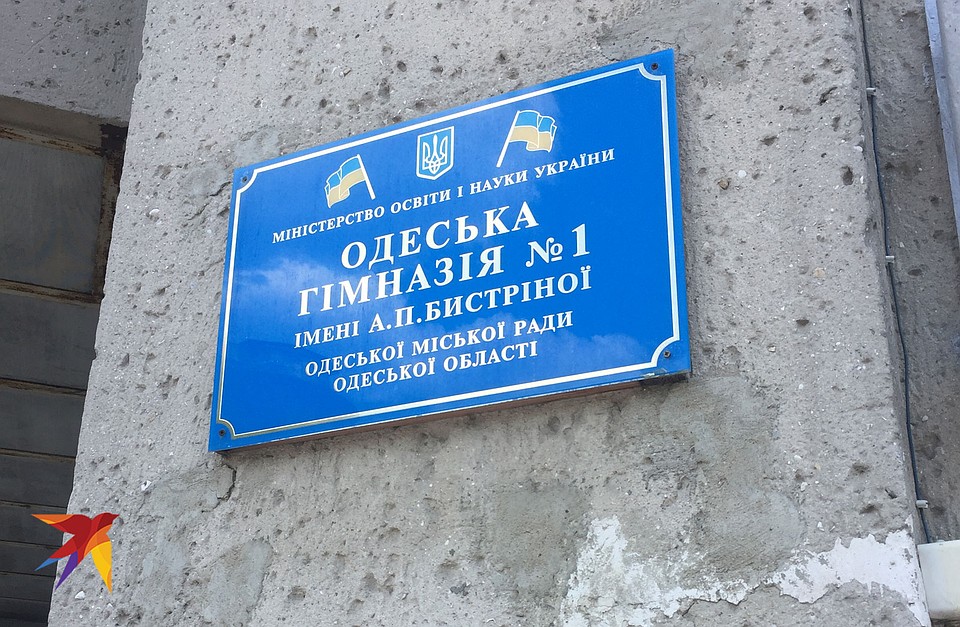 МІНІСТЕРСТВО ОСВІТИ І НАУКИ УКРАЇНИ
ОДЕСЬКА
ГІМНАЗІЯ №1
ІМЕНІ А.П.БИСТРІНОЇ
ОДЕСЬКОЇ МІСЬКОЇ РАДИ
ОДЕСЬКОЇ ОБЛАСТІ